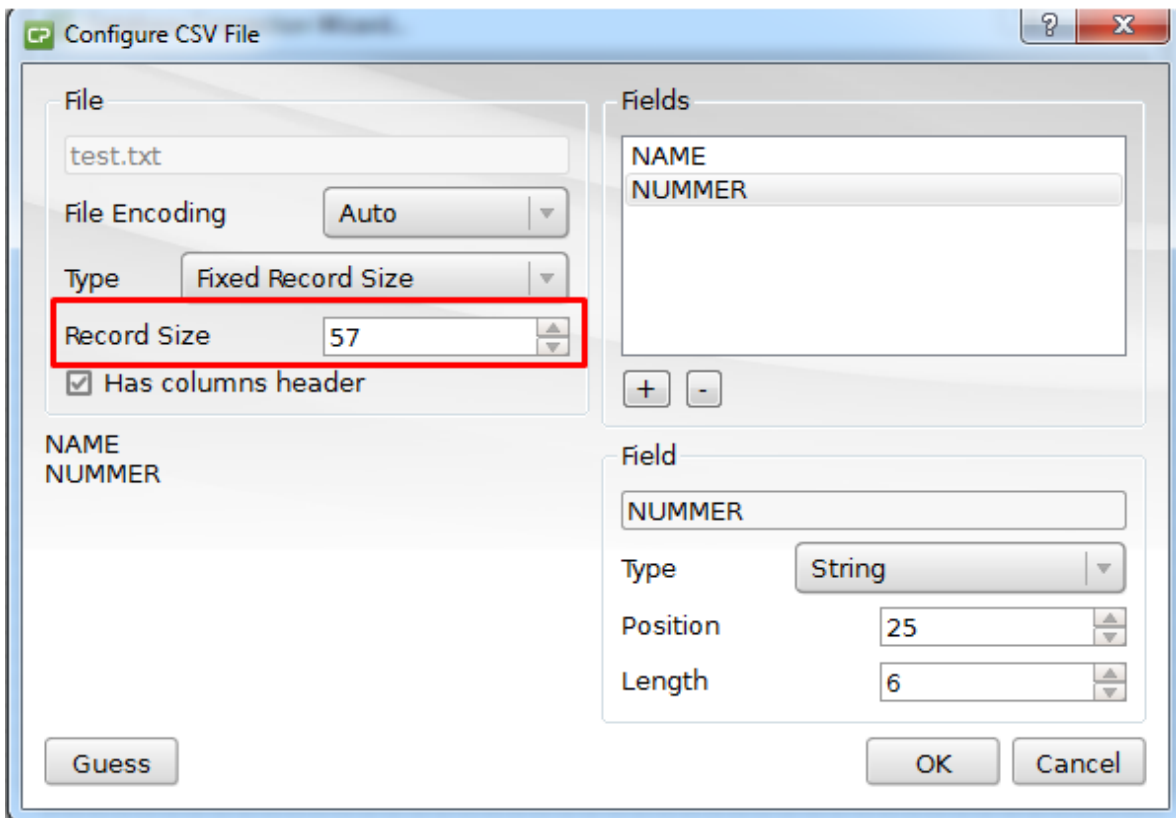 CP Configure CSV File
File
test.txt
File Encoding Auto
Type Fixed Record Size
Record Size 57
Has columns header
NAME
NUMMER
Fields
NAME
NUMMER
+ -
Field
NUMMER
Type String
Position 25
Length 6
Guess
OK Cancel